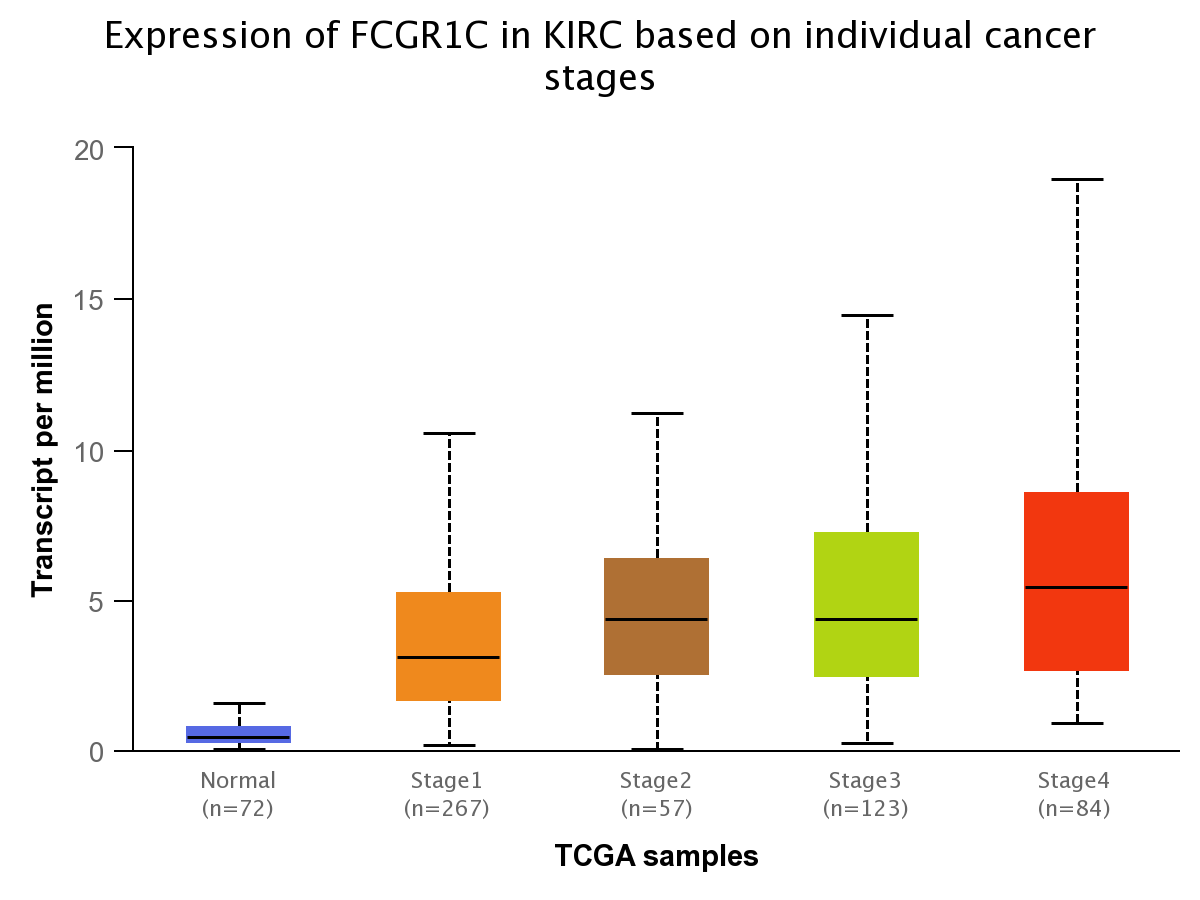 Expression of FCGR1C in KIRC based on individual cancer
stages
20
15
10
5
0
Transcript per million
Normal
(n=72)
Stage1
(n=267)
Stage2
(n=57)
Stage3
(n=123)
Stage4
(n=84)
TCGA samples